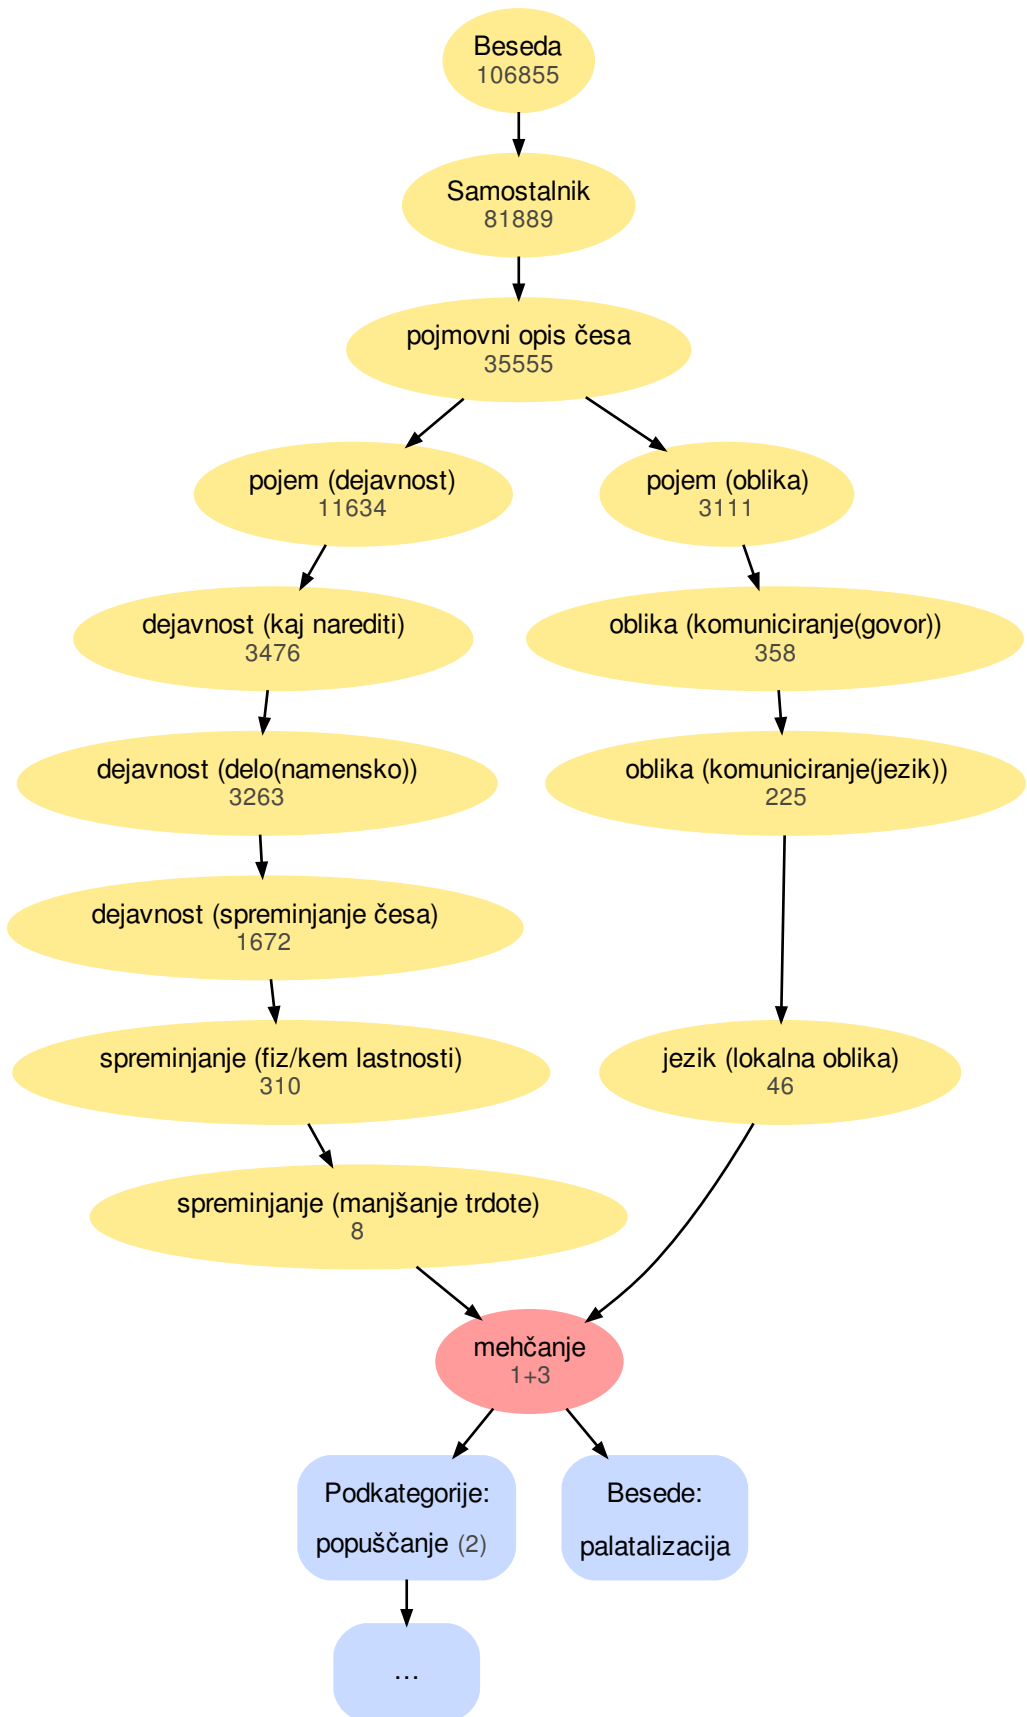 Beseda
106855
Samostalnik
81889
pojmovni opis česa
35555
pojem (dejavnost)
11634
pojem (oblika)
3111
dejavnost (kaj narediti)
3476
oblika (komuniciranje(govor))
358
dejavnost (delo(namensko))
3263
oblika (komuniciranje(jezik))
225
dejavnost (spreminjanje česa)
1672
spreminjanje (fiz/kem lastnosti)
310
jezik (lokalna oblika)
46
spreminjanje (manjšanje trdote)
8
mehčanje
1+3
Podkategorije:
popuščanje (2)
Besede:
palatalizacija
...